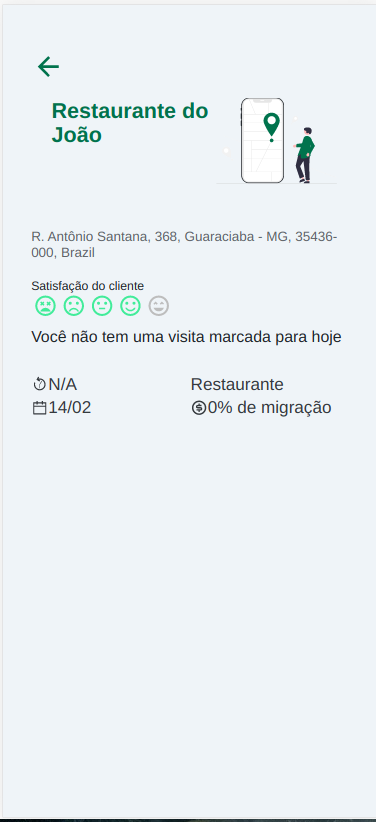 Restaurante do
João
R. Antônio Santana, 368, Guaraciaba - MG, 35436-
000, Brazil
Satisfação do cliente
Você não tem uma visita marcada para hoje
N/A
Restaurante
14/02
0% de migração